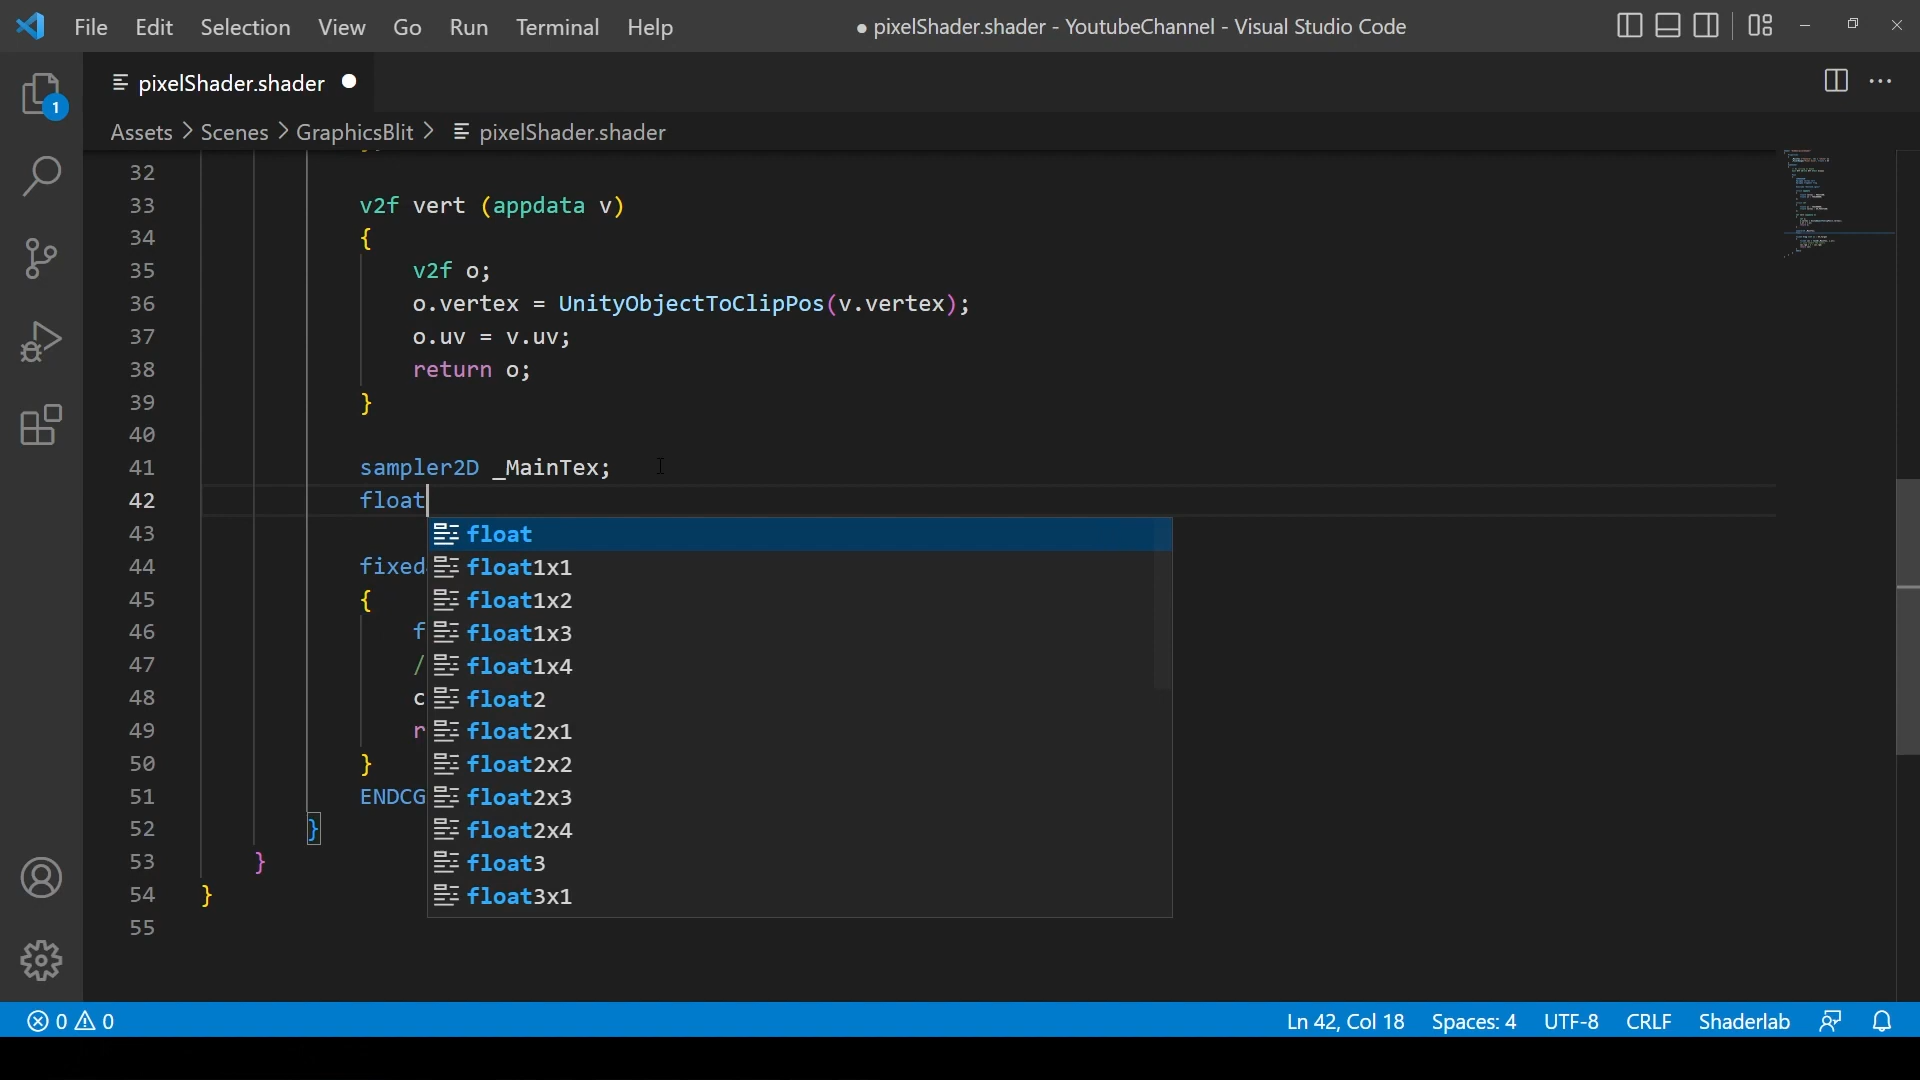 File Edit Selection View Go Run Terminal Help
● pixelShader.shader - YoutubeChannel - Visual Studio Code
1
pixelShader.shader ●
Assets > Scenes > GraphicsBlit > pixelShader.shader
32
33 v2f vert (appdata v)
34 {
35 v2f o;
36 o.vertex = UnityObjectToClipPos(v.vertex);
37 o.uv = v.uv;
38 return o;
39 }
40
41 sampler2D _MainTex;
42 float
43 float
44 fixed float1x1
45 { float1x2
46 f float1x3
47 / float1x4
48 c float2
49 r float2x1
50 } float2x2
51 ENDCG float2x3
52 } float2x4
53 } float3
54 } float3x1
55
0 0 Ln 42, Col 18 Spaces: 4 UTF-8 CRLF Shaderlab